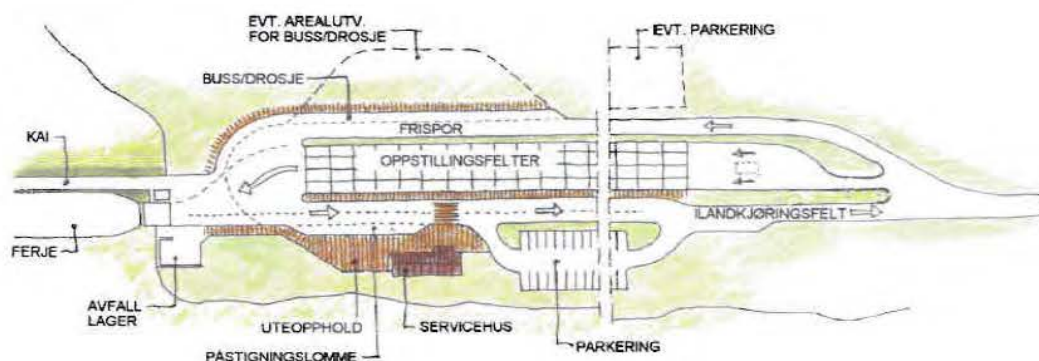 EVT. AREALUTV.
FOR BUSS/DROSJE
EVT. PARKERING
BUSS/DROSJE
KAI
FRISPOR
OPPSTILLINGSFELTER
ILANDKJØRINGSFELT
FERJE
AVFALL
LAGER
UTEOPPHOLD
SERVICEHUS
PÅSTIGNINGSLOMME
PARKERING